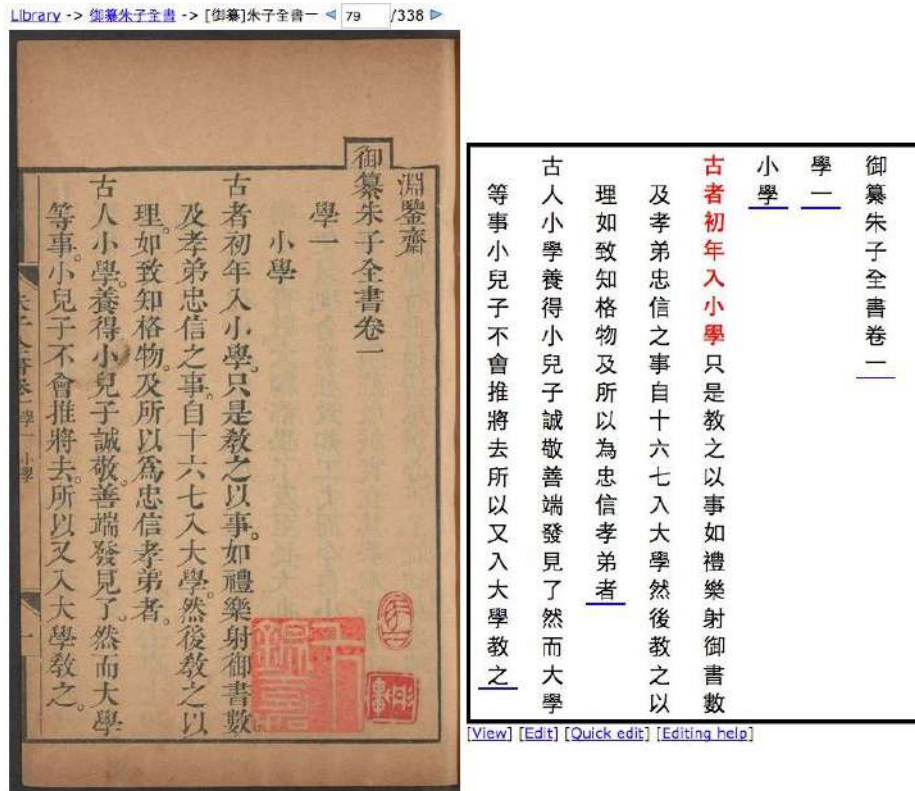 Library -> 御纂朱子全書 -> [御纂]朱子全書一 79 /338
淵鑒齋
御纂朱子全書卷一
學一
小學
古者初年入小學。只是教之以事。如禮樂射御書數
及孝弟忠信之事。自十六七入大學。然後教之以
理。如致知格物。及所以爲忠信孝弟者。
古人小學。養得小兒子誠敬善端發見了。然而大學
等事。小兒子不會推將去。所以又入大學教之。
御纂朱子全書卷一
學一
小學
古者初年入小學只是教之以事如禮樂射御書數
及孝弟忠信之事自十六七入大學然後教之以
理如致知格物及所以為忠信孝弟者
古人小學養得小兒子誠敬善端發見了然而大學
等事小兒子不會推將去所以又入大學教之
[View] [Edit] [Quick edit] [Editing help]